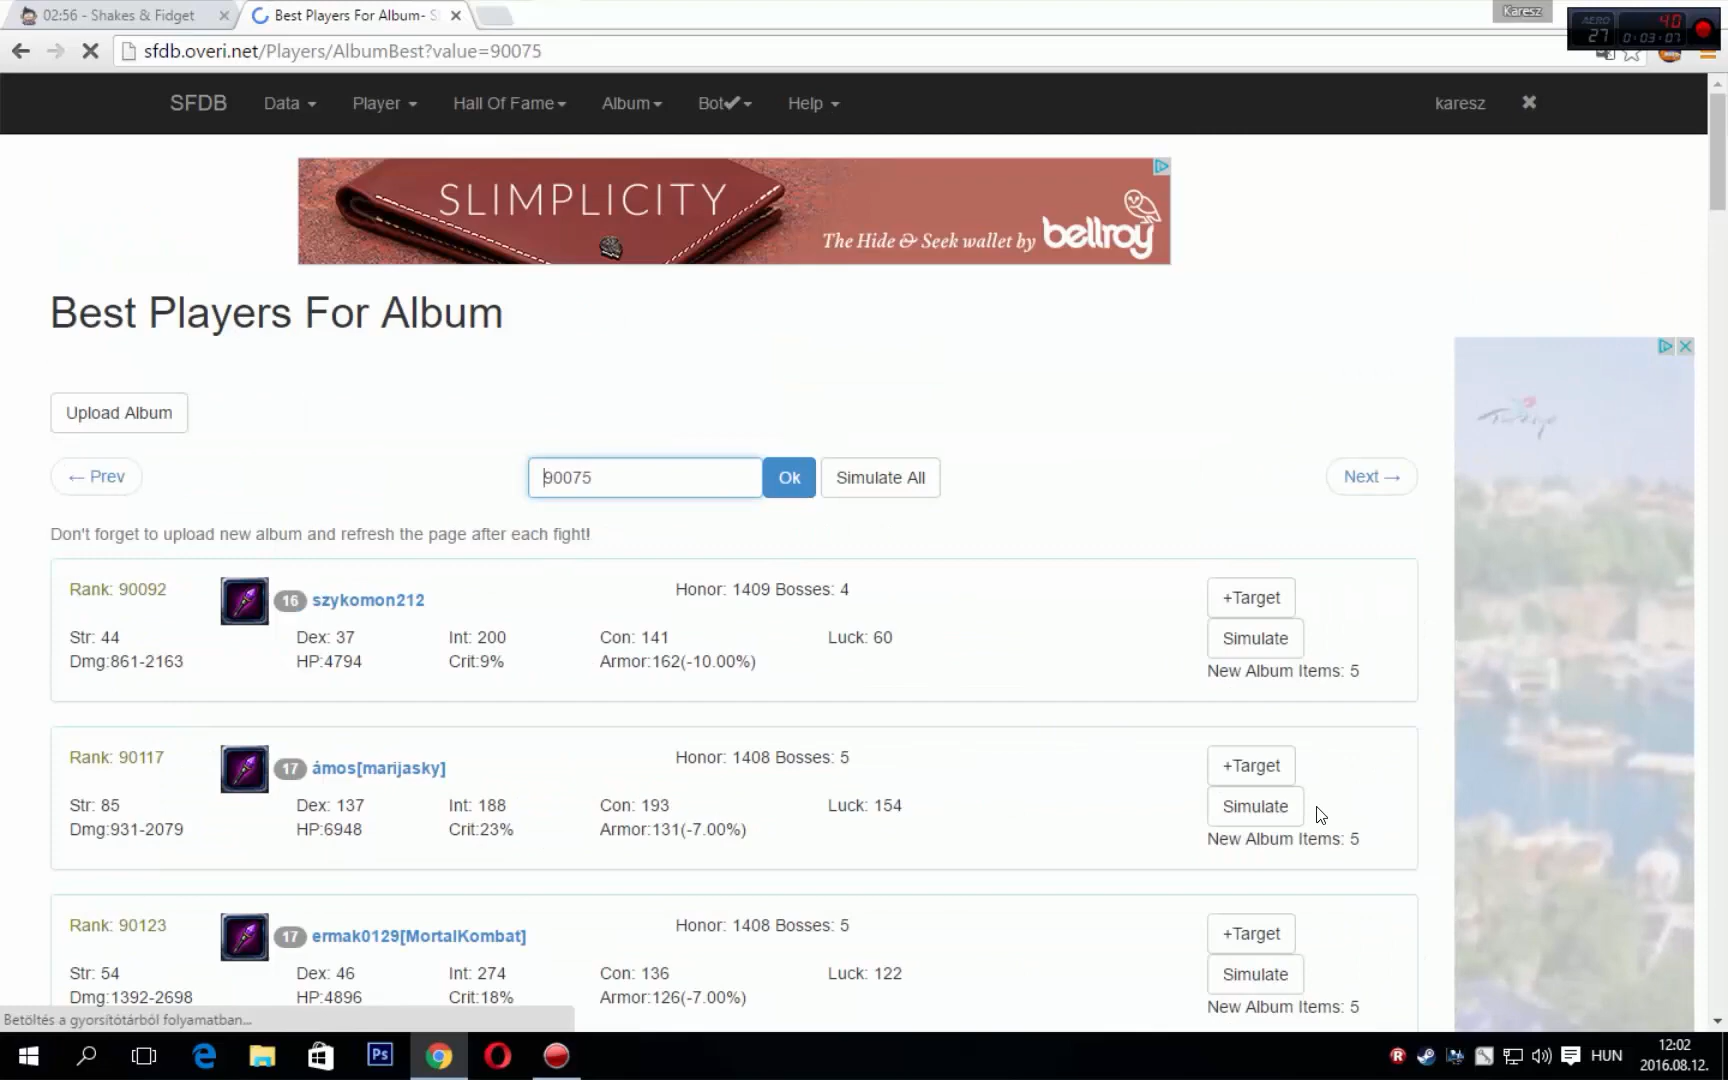 02:56 - Shakes & Fidget
Best Players For Album- S
Karesz
AERO 27
40
0:03:07
sfdb.overi.net/Players/AlbumBest?value=90075
SFDB Data Player Hall Of Fame Album Bot Help karesz
SLIMPLICITY
The Hide & Seek wallet by bellroy
Best Players For Album
Upload Album
← Prev 90075 Ok Simulate All Next →
Don't forget to upload new album and refresh the page after each fight!
Rank: 90092 16 szykomon212 Honor: 1409 Bosses: 4 +Target
Str: 44 Dex: 37 Int: 200 Con: 141 Luck: 60 Simulate
Dmg:861-2163 HP:4794 Crit:9% Armor:162(-10.00%) New Album Items: 5
Rank: 90117 17 ámos[marijasky] Honor: 1408 Bosses: 5 +Target
Str: 85 Dex: 137 Int: 188 Con: 193 Luck: 154 Simulate
Dmg:931-2079 HP:6948 Crit:23% Armor:131(-7.00%) New Album Items: 5
Rank: 90123 17 ermak0129[MortalKombat] Honor: 1408 Bosses: 5 +Target
Str: 54 Dex: 46 Int: 274 Con: 136 Luck: 122 Simulate
Dmg:1392-2698 HP:4896 Crit:18% Armor:126(-7.00%) New Album Items: 5
Betöltés a gyorsítótárból folyamatban...
Ps
HUN
12:02
2016.08.12.